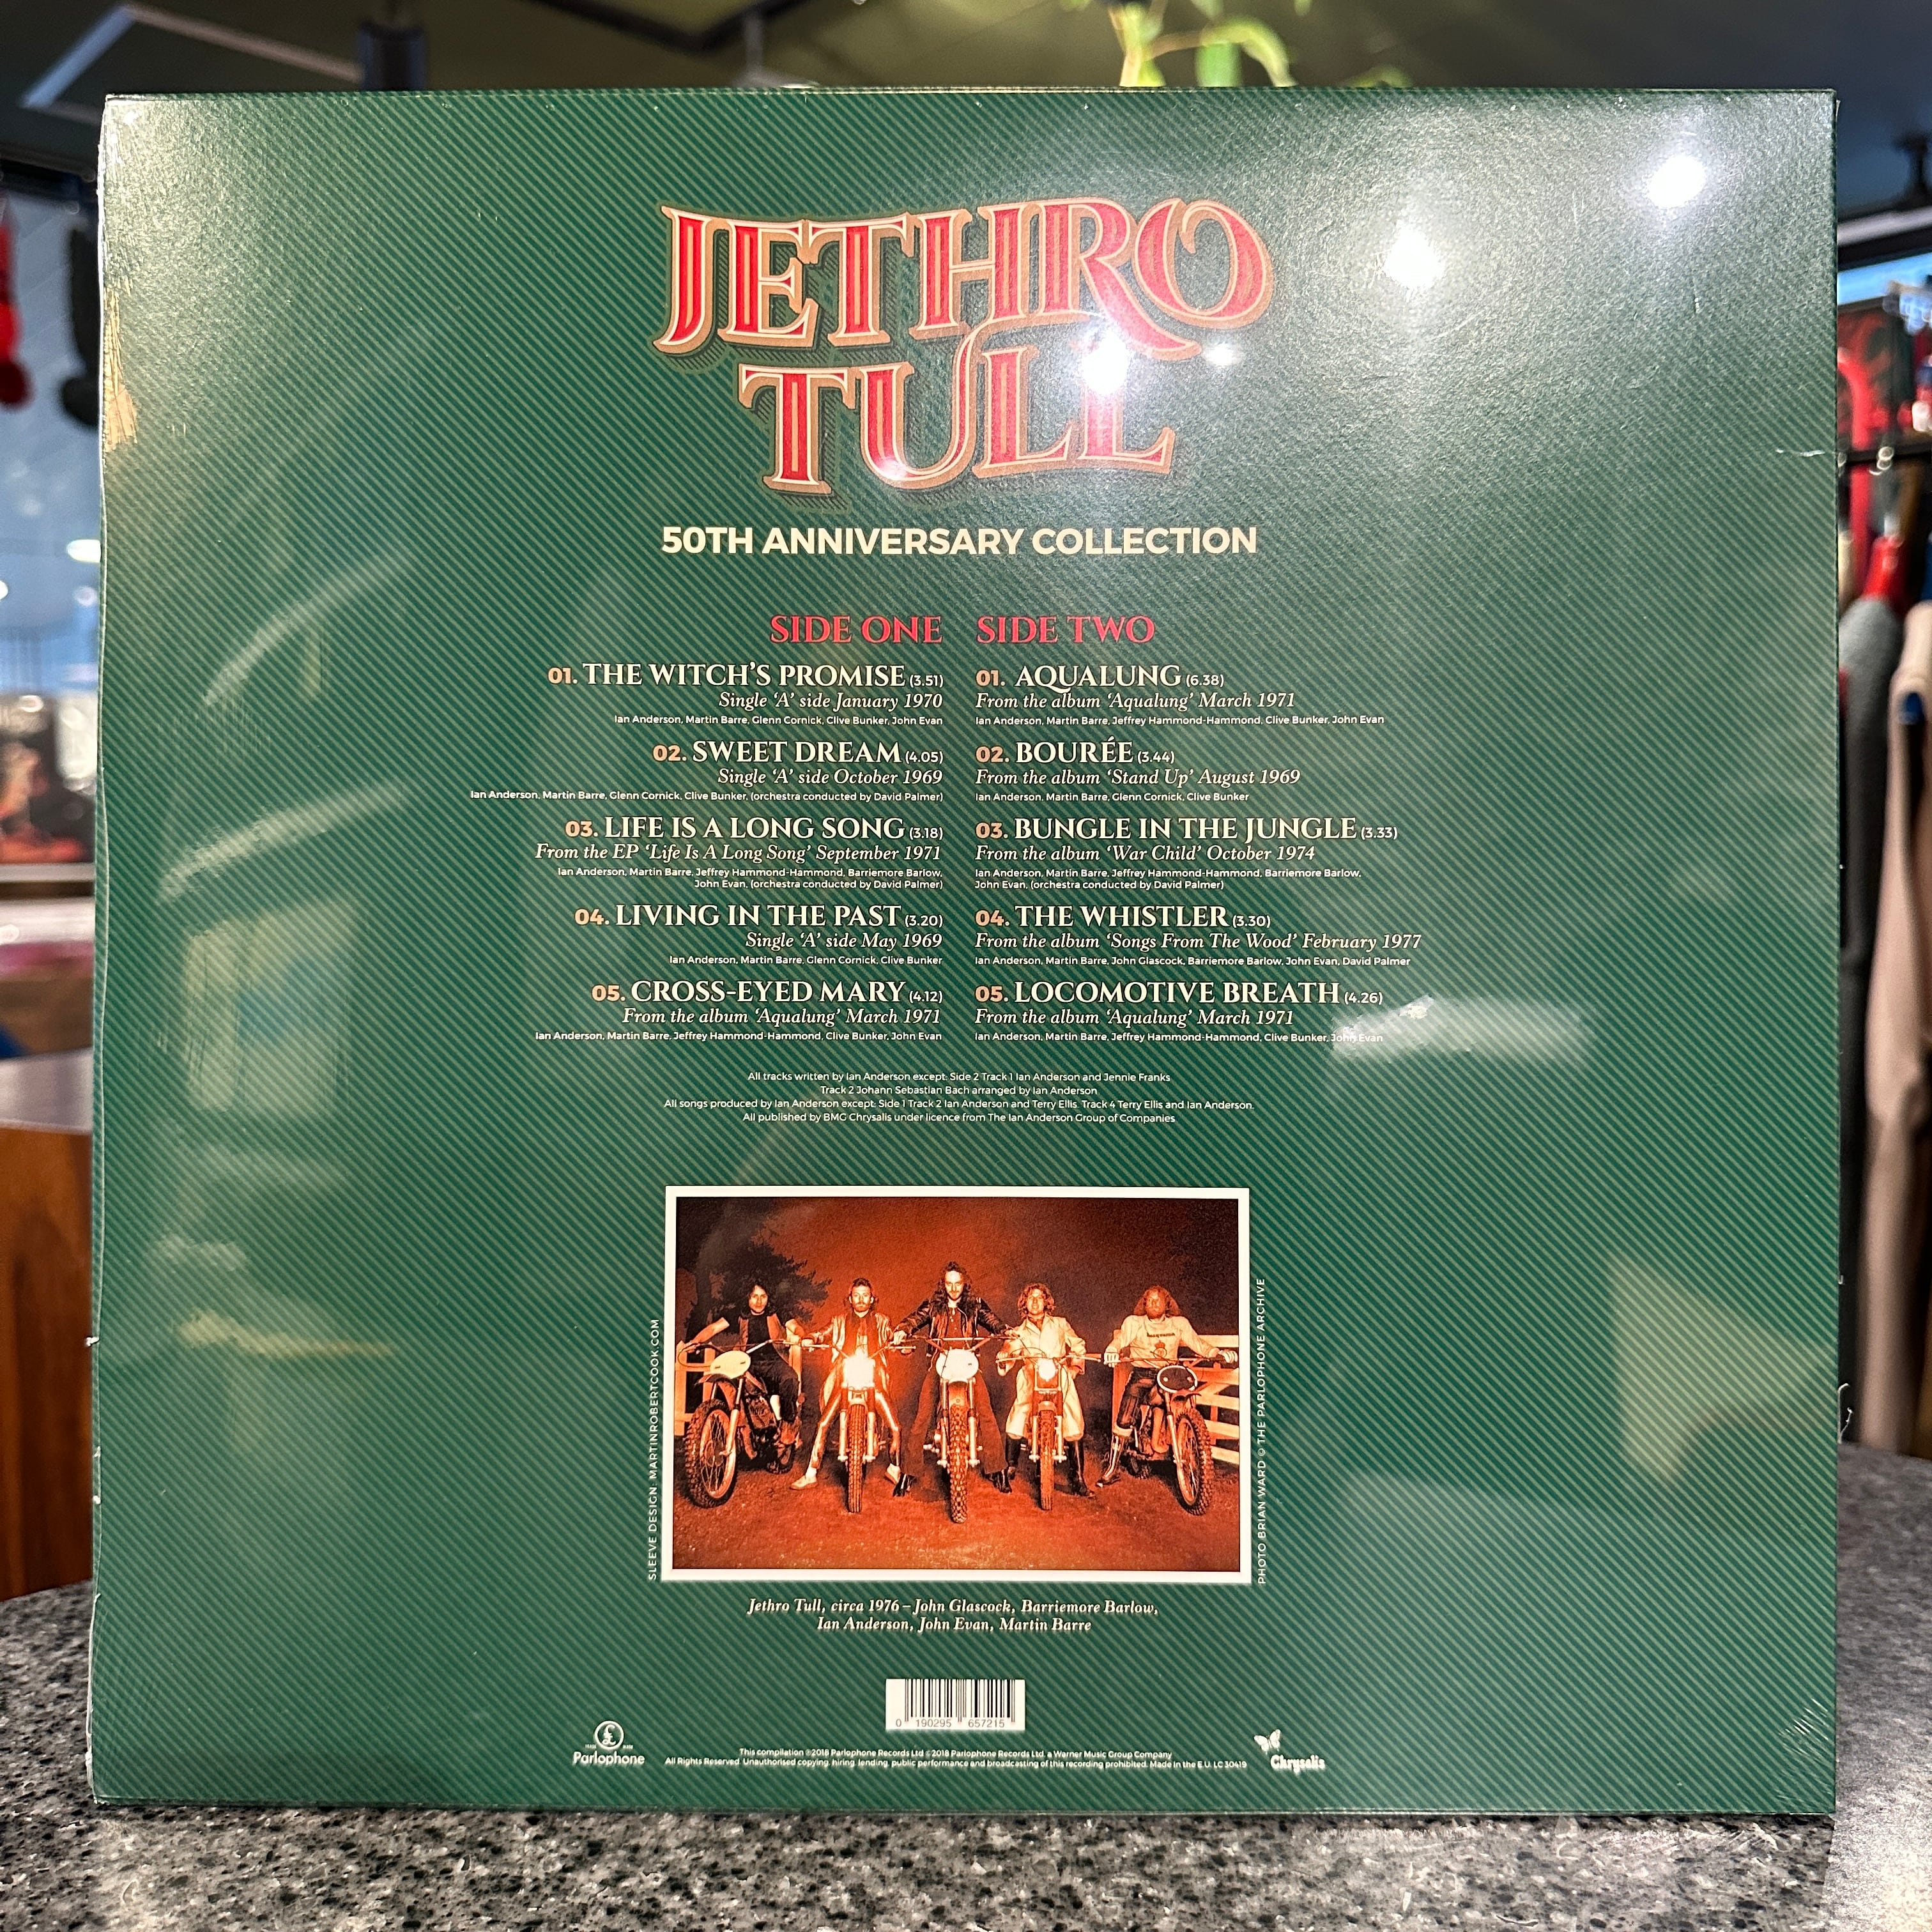 JETHRO
TULL
50TH ANNIVERSARY COLLECTION
SIDE ONE
01. THE WITCH'S PROMISE (3.51)
Single 'A' side January 1970
Ian Anderson, Martin Barre, Glenn Cornick, Clive Bunker, John Evan
02. SWEET DREAM (4.05)
Single 'A' side October 1969
Ian Anderson, Martin Barre, Glenn Cornick, Clive Bunker, (orchestra conducted by David Palmer)
03. LIFE IS A LONG SONG (3.18)
From the EP 'Life Is A Long Song' September 1971
Ian Anderson, Martin Barre, Jeffrey Hammond-Hammond, Barriemore Barlow,
John Evan, (orchestra conducted by David Palmer)
04. LIVING IN THE PAST (3.20)
Single 'A' side May 1969
Ian Anderson, Martin Barre, Glenn Cornick, Clive Bunker
05. CROSS-EYED MARY (4.12)
From the album 'Aqualung' March 1971
Ian Anderson, Martin Barre, Jeffrey Hammond-Hammond, Clive Bunker, John Evan
SIDE TWO
01. AQUALUNG (6.38)
From the album 'Aqualung' March 1971
Ian Anderson, Martin Barre, Jeffrey Hammond-Hammond, Clive Bunker, John Evan
02. BOURÉE (3.44)
From the album 'Stand Up' August 1969
Ian Anderson, Martin Barre, Glenn Cornick, Clive Bunker
03. BUNGLE IN THE JUNGLE (3.33)
From the album 'War Child' October 1974
Ian Anderson, Martin Barre, Jeffrey Hammond-Hammond, Barriemore Barlow,
John Evan, (orchestra conducted by David Palmer)
04. THE WHISTLER (3.30)
From the album 'Songs From The Wood' February 1977
Ian Anderson, Martin Barre, John Glascock, Barriemore Barlow, John Evan, David Palmer
05. LOCOMOTIVE BREATH (4.26)
From the album 'Aqualung' March 1971
Ian Anderson, Martin Barre, Jeffrey Hammond-Hammond, Clive Bunker, John Evan
All tracks written by Ian Anderson except: Side 2 Track 1 Ian Anderson and Jennie Franks
Track 2 Johann Sebastian Bach arranged by Ian Anderson
All songs produced by Ian Anderson except: Side 1 Track 2 Ian Anderson and Terry Ellis. Track 4 Terry Ellis and Ian Anderson.
All published by BMG Chrysalis under licence from The Ian Anderson Group of Companies
SLEEVE DESIGN: MARTINROBERTCOOK.COM
PHOTO BRIAN WARD © THE PARLOPHONE ARCHIVE
Jethro Tull, circa 1976 – John Glascock, Barriemore Barlow,
Ian Anderson, John Evan, Martin Barre
0 190295 657215
Parlophone
This compilation ℗2018 Parlophone Records Ltd ©2018 Parlophone Records Ltd. a Warner Music Group Company
All Rights Reserved. Unauthorised copying, hiring, lending, public performance and broadcasting of this recording prohibited. Made in the E.U. LC 30419
Chrysalis